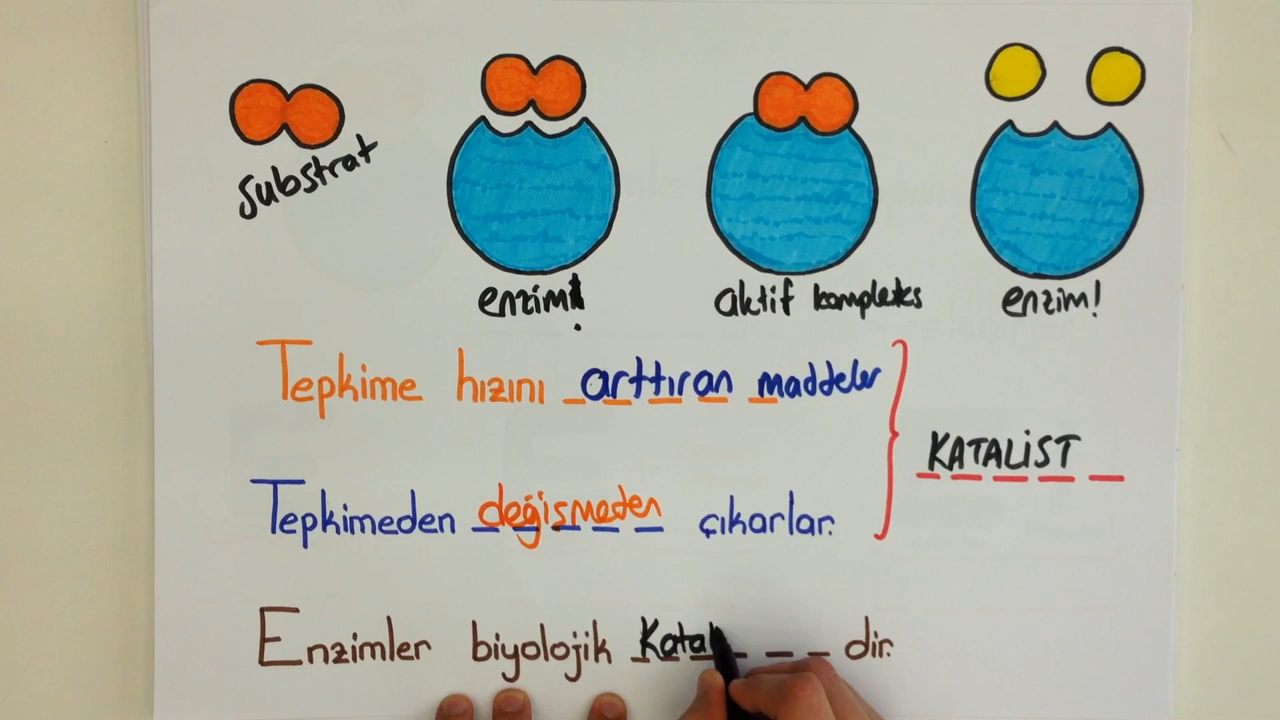 substrat
enzim!
aktif kompleks
enzim!
Tepkime hızını arttıran maddeler
KATALİST
Tepkimeden değişmeden çıkarlar.
Enzimler biyolojik Katal dir.